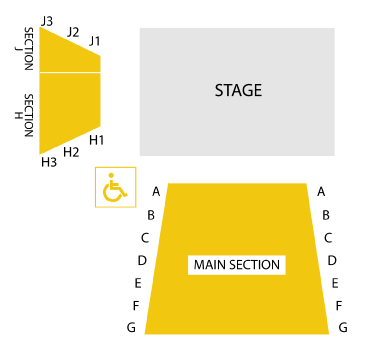 J3
J2
J1
SECTION
J
STAGE
SECTION
H
H1
H2
H3
A
A
B
B
C
C
D
D
MAIN SECTION
E
E
F
F
G
G